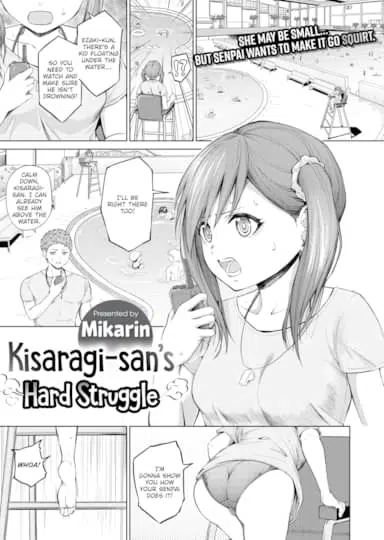 EZAKI-KUN,
THERE'S A
KID FLOATING
UNDER THE
WATER...
SO YOU
NEED TO
WATCH AND
MAKE SURE
HE ISN'T
DROWNING!
!?
SHE MAY BE SMALL...
BUT SENPAI WANTS TO MAKE IT GO SQUIRT.
I'LL BE
RIGHT THERE
TOO!
CALM
DOWN,
KISARAGI-
SAN. I CAN
ALREADY
SEE HIM
ABOVE THE
WATER.
Presented by
Mikarin
Kisaragi-san's
Hard Struggle
I'M
GONNA SHOW
YOU HOW
YOUR SENPAI
DOES IT!
WHOA!